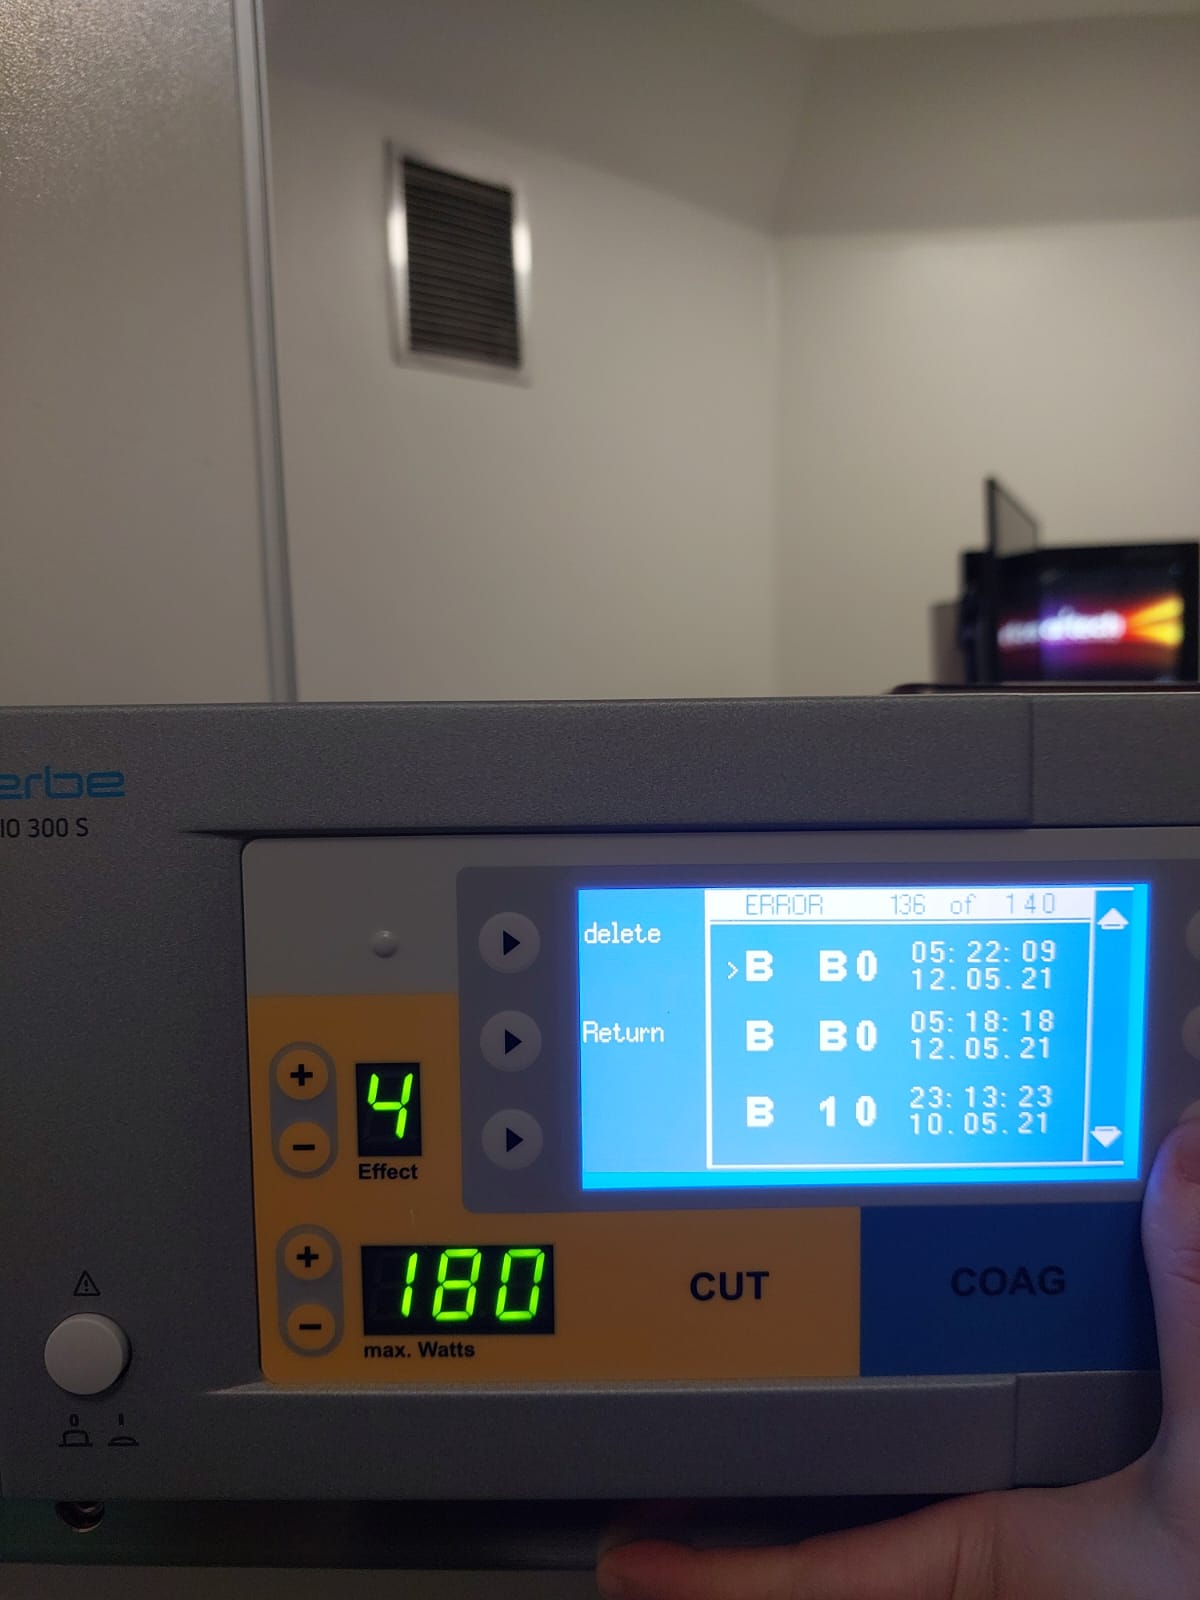 erbe
IO 300 S
delete
Return
ERROR 136 of 140
>B B0 05:22:09
12.05.21
B B0 05:18:18
12.05.21
B 10 23:13:23
10.05.21
+
-
4
Effect
+
-
180
max. Watts
CUT
COAG
0 I